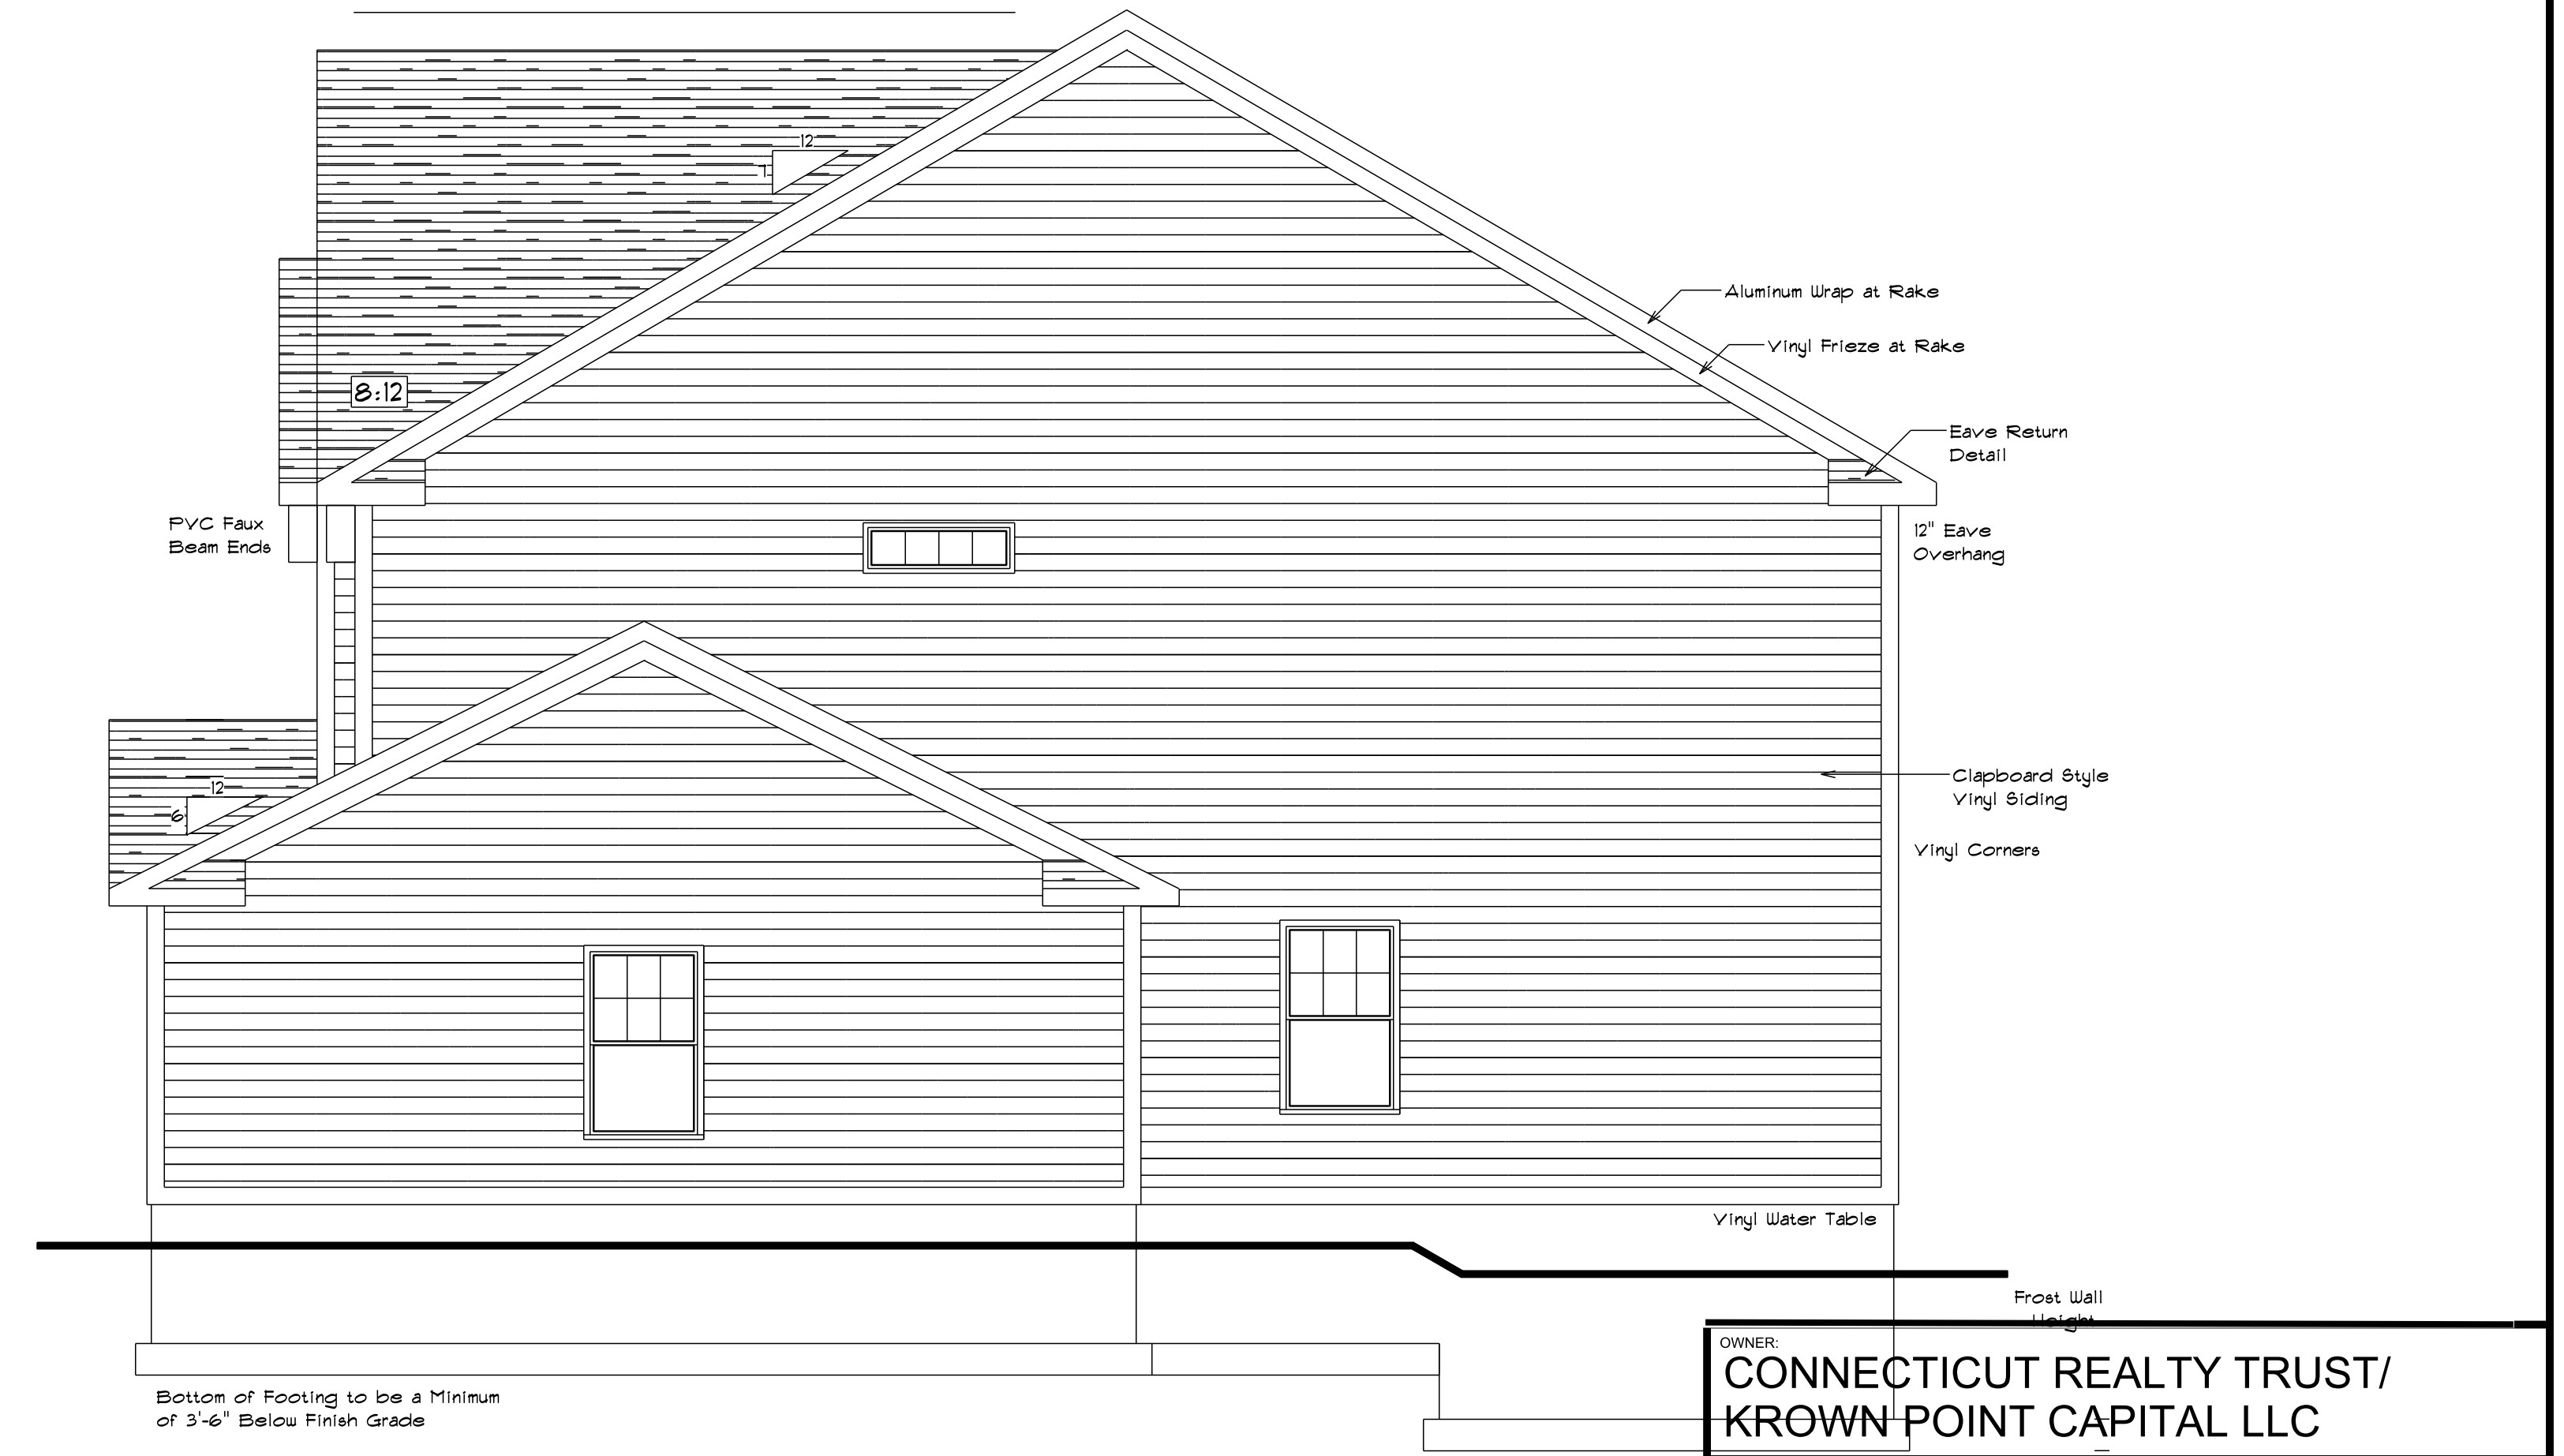 12
7
Aluminum Wrap at Rake
Vinyl Frieze at Rake
8:12
Eave Return
Detail
PVC Faux
Beam Ends
12" Eave
Overhang
12
6
Clapboard Style
Vinyl Siding
Vinyl Corners
Vinyl Water Table
Frost Wall
Height
OWNER:
CONNECTICUT REALTY TRUST/
KROWN POINT CAPITAL LLC
Bottom of Footing to be a Minimum
of 3'-6" Below Finish Grade